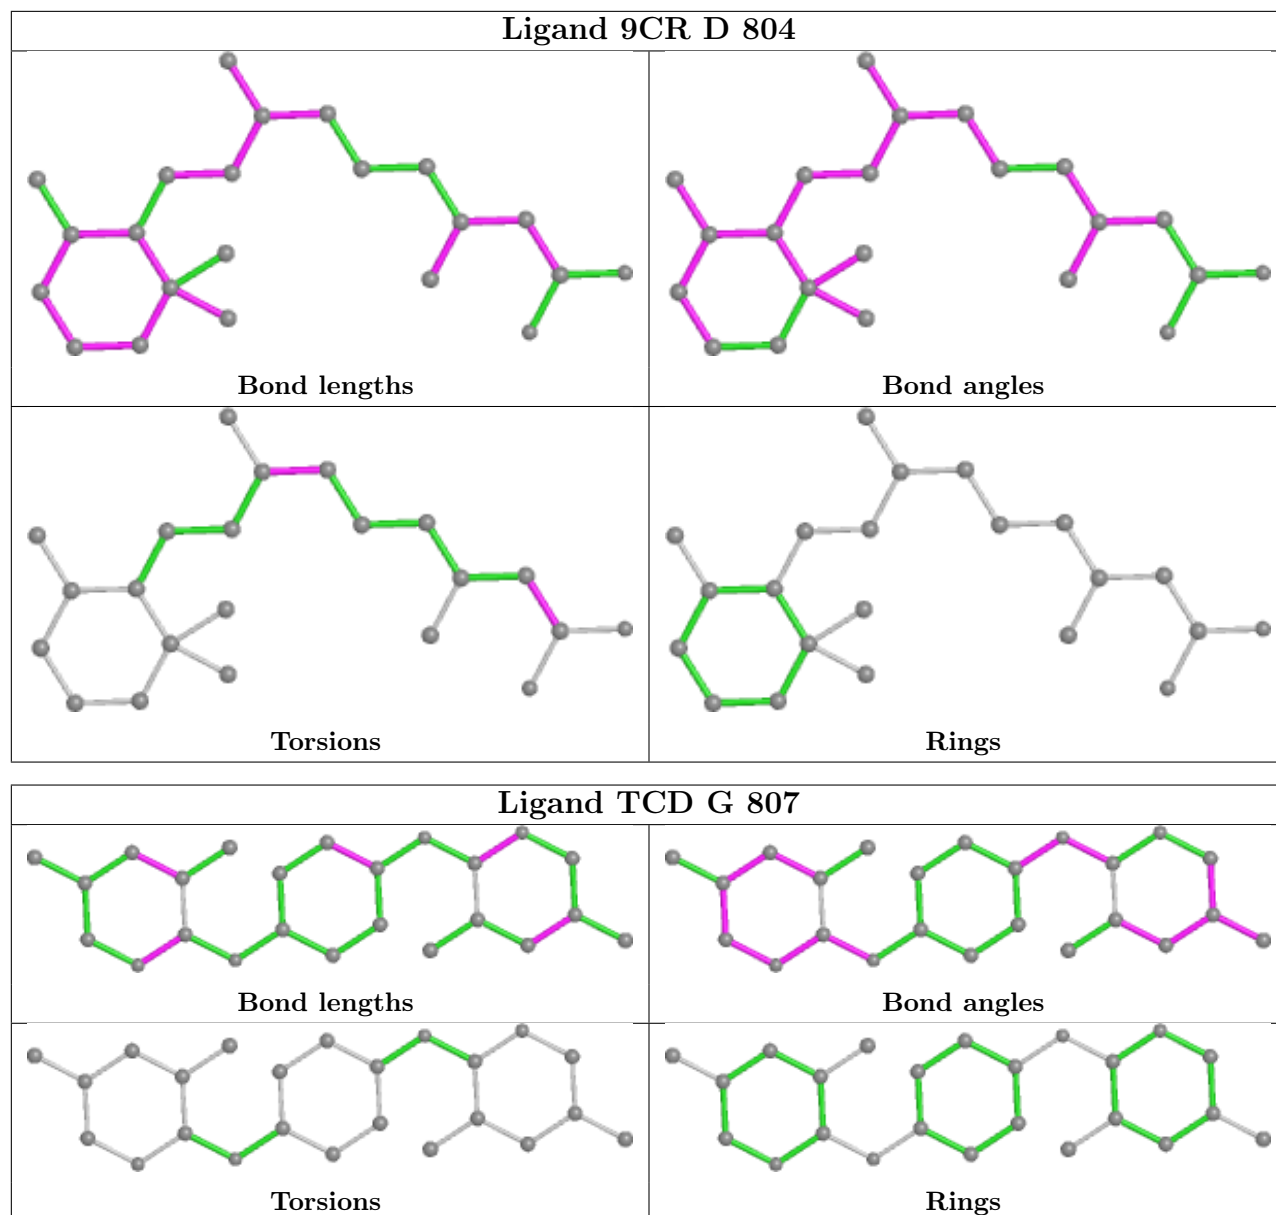 Ligand 9CR D 804
Bond lengths
Bond angles
Torsions
Rings
Ligand TCD G 807
Bond lengths
Bond angles
Torsions
Rings